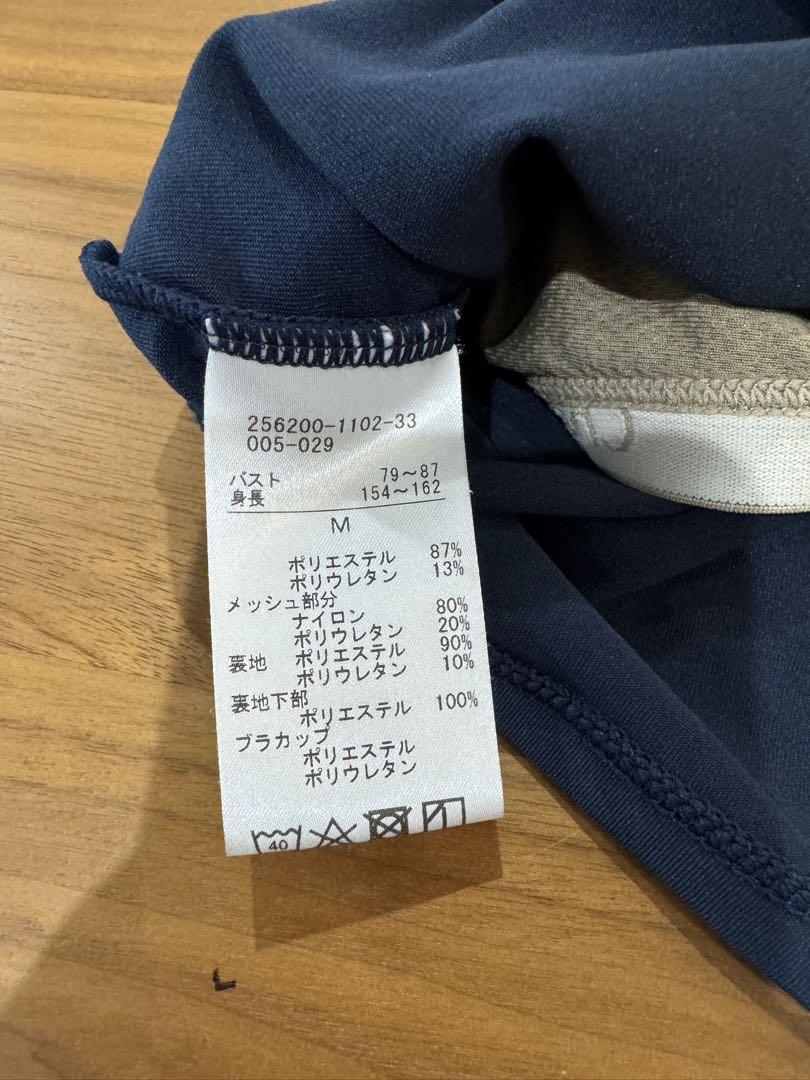 256200-1102-33
005-029
バスト 79～87
身長 154～162
M
ポリエステル 87%
ポリウレタン 13%
メッシュ部分
ナイロン 80%
ポリウレタン 20%
裏地 ポリエステル 90%
ポリウレタン 10%
裏地下部
ポリエステル 100%
ブラカップ
ポリエステル
ポリウレタン
40